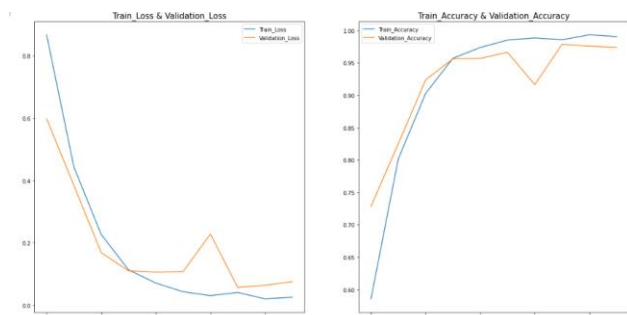 Train_Loss & Validation_Loss
Train_Loss
Validation_Loss
0.8
0.6
0.4
0.2
0.0
Train_Accuracy & Validation_Accuracy
Train_Accuracy
Validation_Accuracy
1.00
0.95
0.90
0.85
0.80
0.75
0.70
0.65
0.60